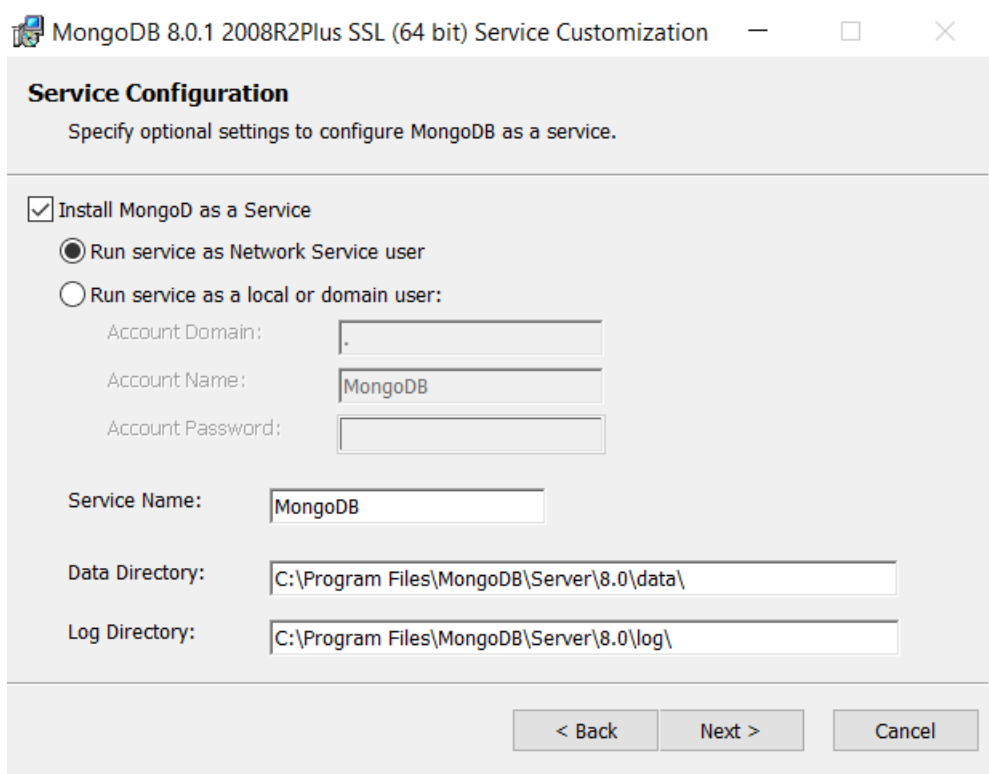 MongoDB 8.0.1 2008R2Plus SSL (64 bit) Service Customization
Service Configuration
Specify optional settings to configure MongoDB as a service.
Install MongoD as a Service
Run service as Network Service user
Run service as a local or domain user:
Account Domain: .
Account Name: MongoDB
Account Password:
Service Name: MongoDB
Data Directory: C:\Program Files\MongoDB\Server\8.0\data\
Log Directory: C:\Program Files\MongoDB\Server\8.0\log\
< Back Next > Cancel